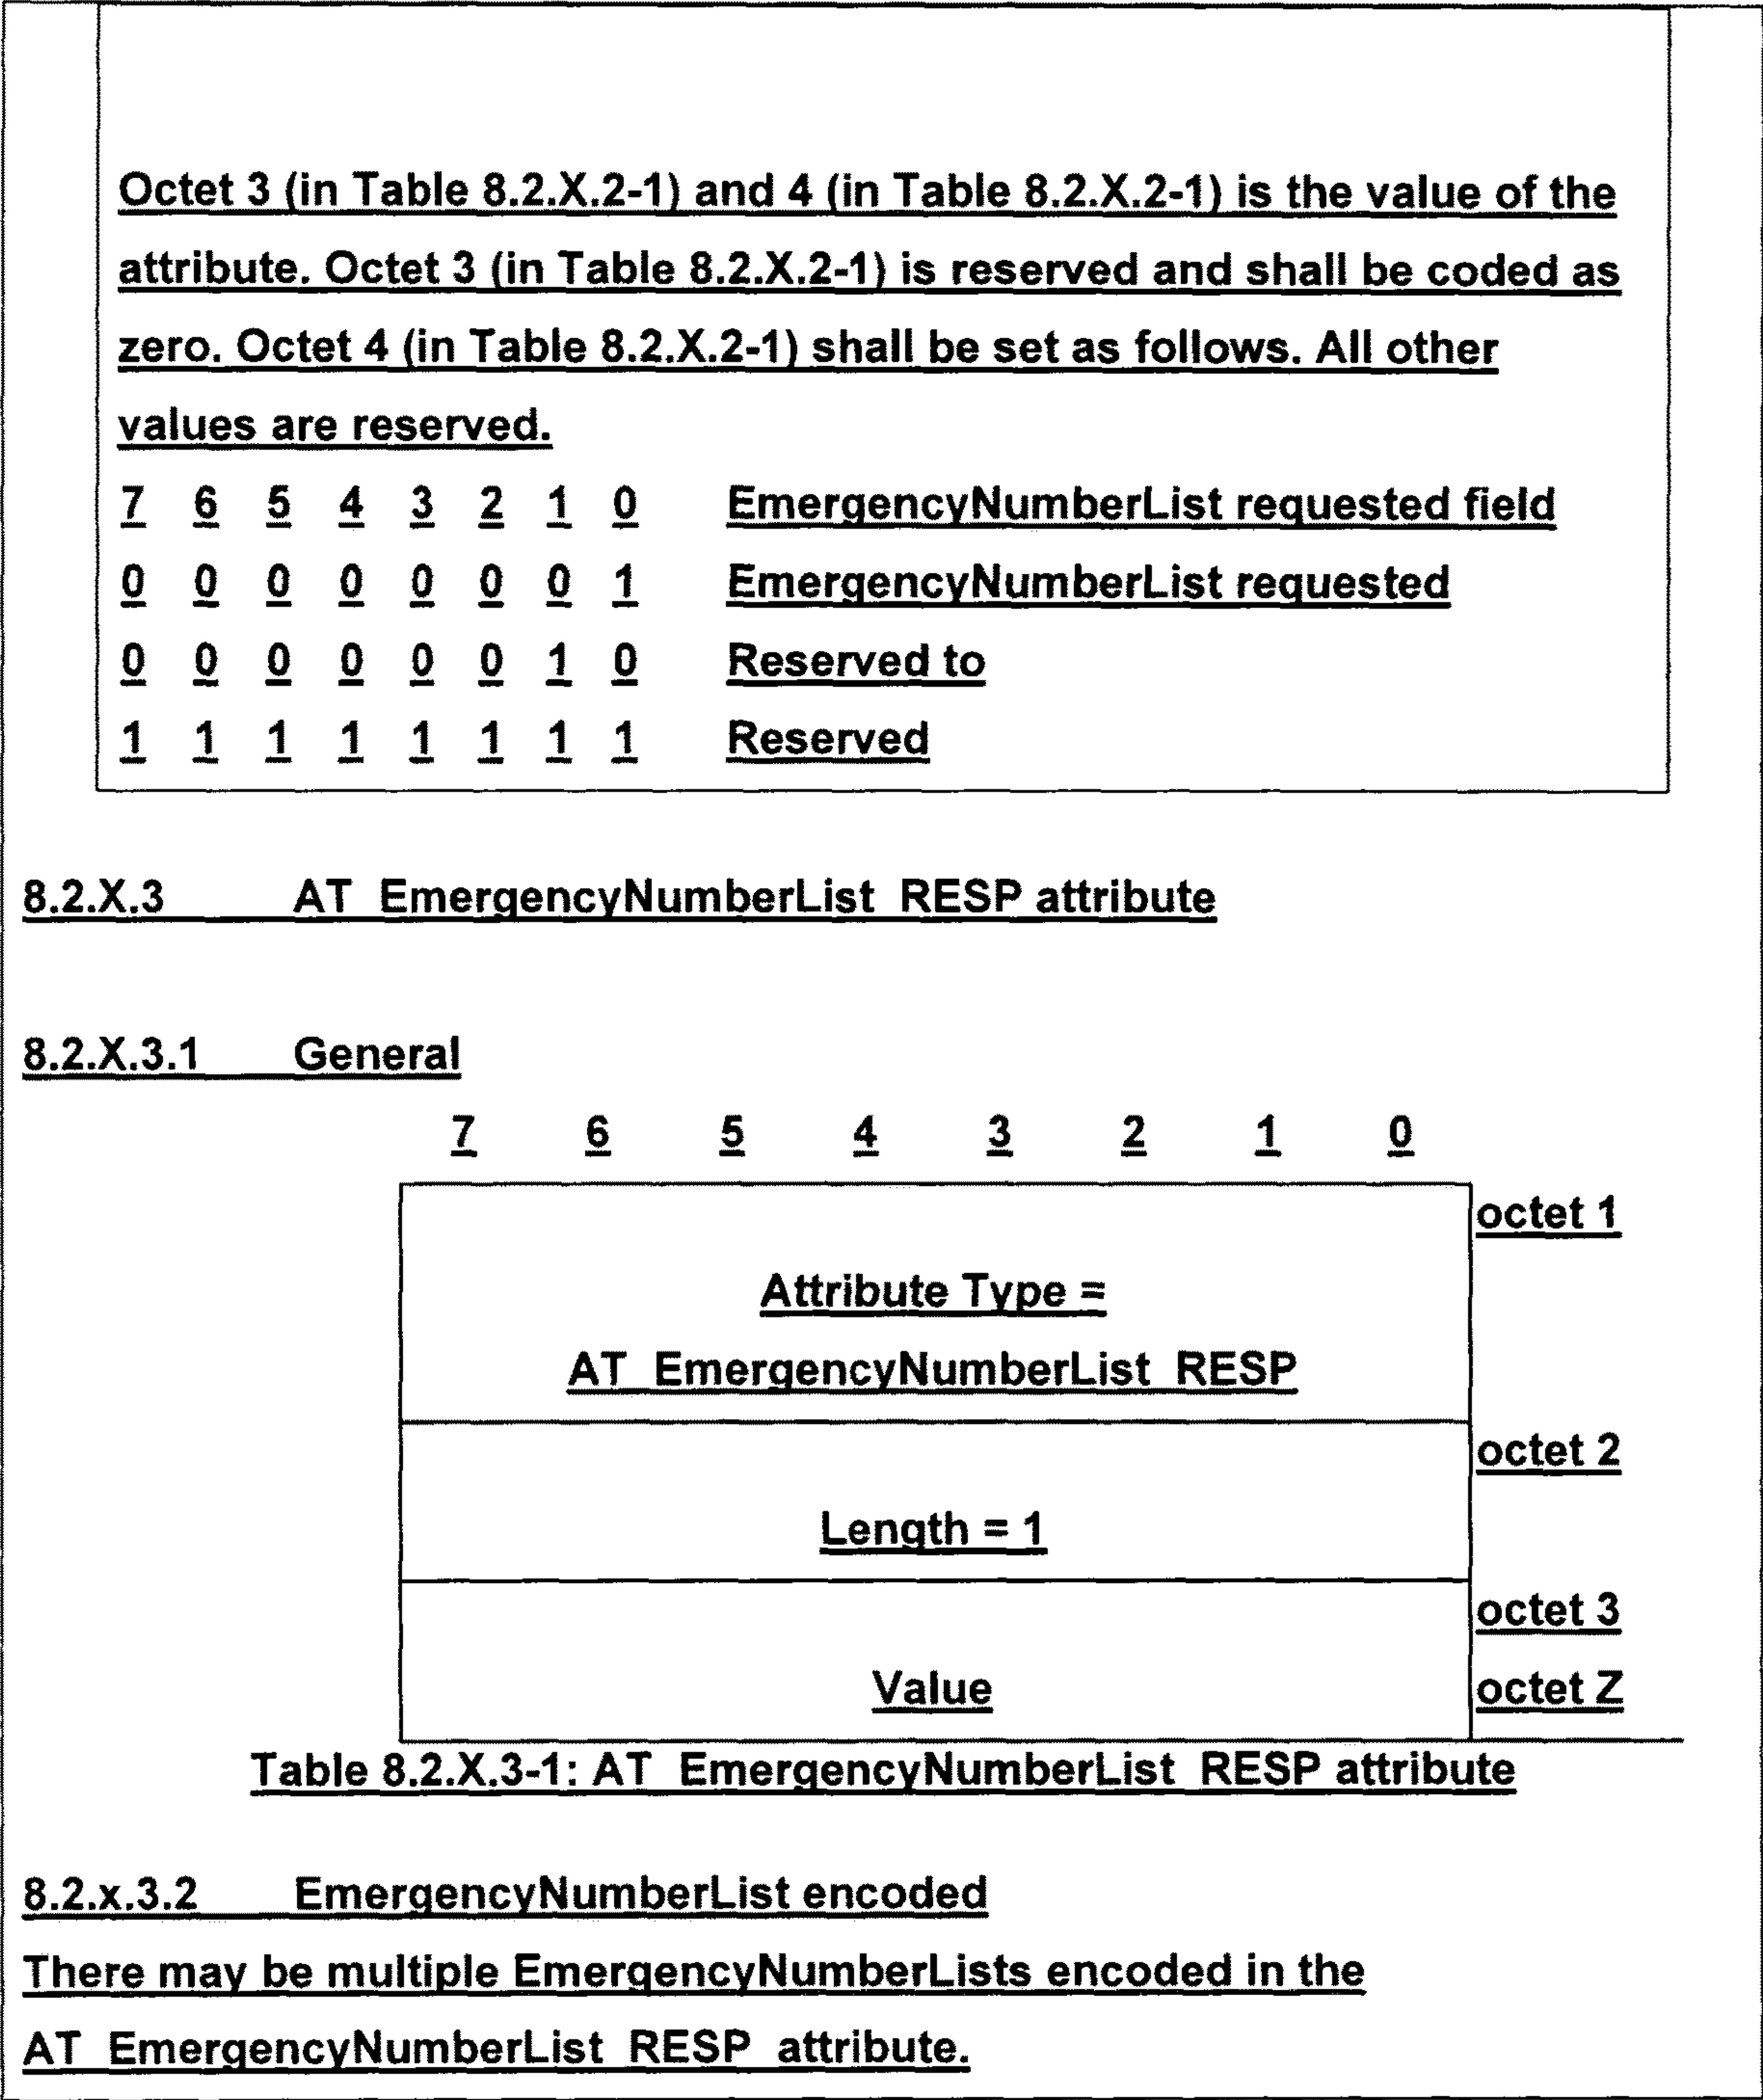 Octet 3 (in Table 8.2.X.2-1) and 4 (in Table 8.2.X.2-1) is the value of the
attribute. Octet 3 (in Table 8.2.X.2-1) is reserved and shall be coded as
zero. Octet 4 (in Table 8.2.X.2-1) shall be set as follows. All other
values are reserved.
7 6 5 4 3 2 1 0 EmergencyNumberList requested field
0 0 0 0 0 0 0 1 EmergencyNumberList requested
0 0 0 0 0 0 1 0 Reserved to
1 1 1 1 1 1 1 1 Reserved
8.2.X.3 AT_EmergencyNumberList_RESP attribute
8.2.X.3.1 General
7 6 5 4 3 2 1 0
octet 1
Attribute Type =
AT_EmergencyNumberList_RESP
octet 2
Length = 1
octet 3
Value octet Z
Table 8.2.X.3-1: AT_EmergencyNumberList_RESP attribute
8.2.x.3.2 EmergencyNumberList encoded
There may be multiple EmergencyNumberLists encoded in the
AT_EmergencyNumberList_RESP_attribute.